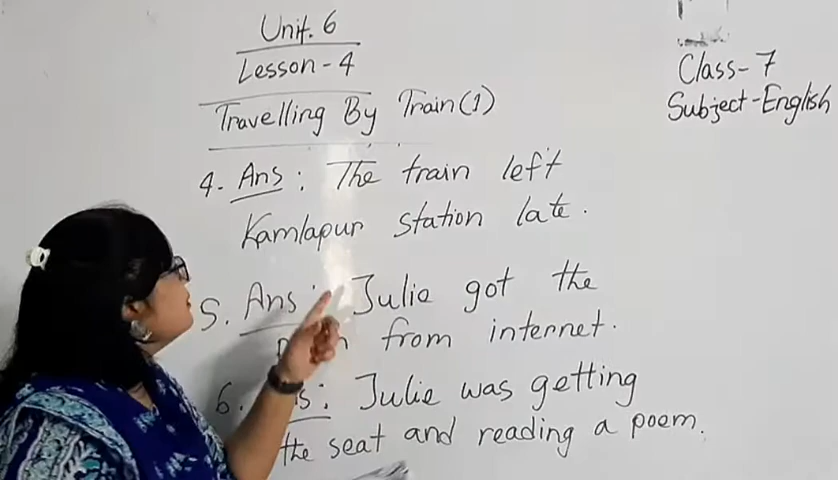 Unit. 6
Lesson - 4
Travelling By Train(1)
Class- 7
Subject-English
4. Ans : The train left
Kamlapur station late.
5. Ans : Julie got the
from internet.
6. : Julie was getting
the seat and reading a poem.